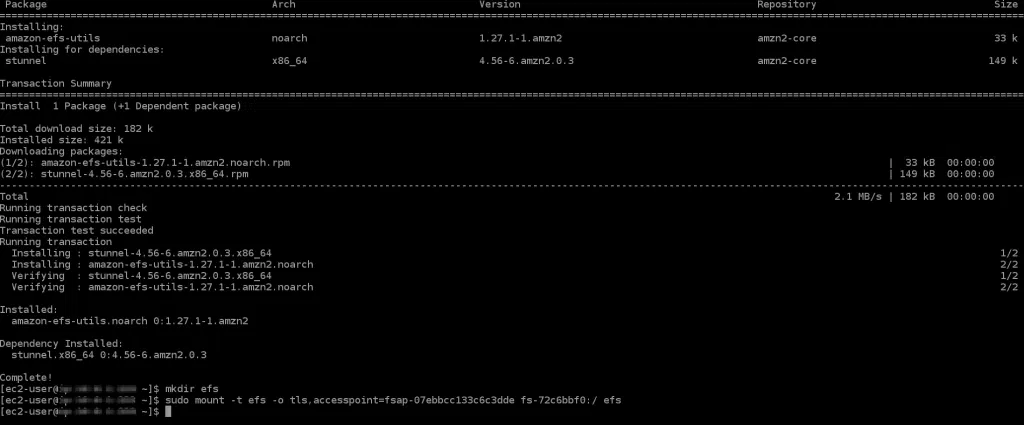 Package Arch Version Repository Size
Installing:
amazon-efs-utils noarch 1.27.1-1.amzn2 amzn2-core 33 k
Installing for dependencies:
stunnel x86_64 4.56-6.amzn2.0.3 amzn2-core 149 k
Transaction Summary
Install 1 Package (+1 Dependent package)
Total download size: 182 k
Installed size: 421 k
Downloading packages:
(1/2): amazon-efs-utils-1.27.1-1.amzn2.noarch.rpm | 33 kB 00:00:00
(2/2): stunnel-4.56-6.amzn2.0.3.x86_64.rpm | 149 kB 00:00:00
Total 2.1 MB/s | 182 kB 00:00:00
Running transaction check
Running transaction test
Transaction test succeeded
Running transaction
Installing : stunnel-4.56-6.amzn2.0.3.x86_64 1/2
Installing : amazon-efs-utils-1.27.1-1.amzn2.noarch 2/2
Verifying : stunnel-4.56-6.amzn2.0.3.x86_64 1/2
Verifying : amazon-efs-utils-1.27.1-1.amzn2.noarch 2/2
Installed:
amazon-efs-utils.noarch 0:1.27.1-1.amzn2
Dependency Installed:
stunnel.x86_64 0:4.56-6.amzn2.0.3
Complete!
[ec2-user@ ~]$ mkdir efs
[ec2-user@ ~]$ sudo mount -t efs -o tls,accesspoint=fsap-07ebbcc133c6c3dde fs-72c6bbf0:/ efs
[ec2-user@ ~]$